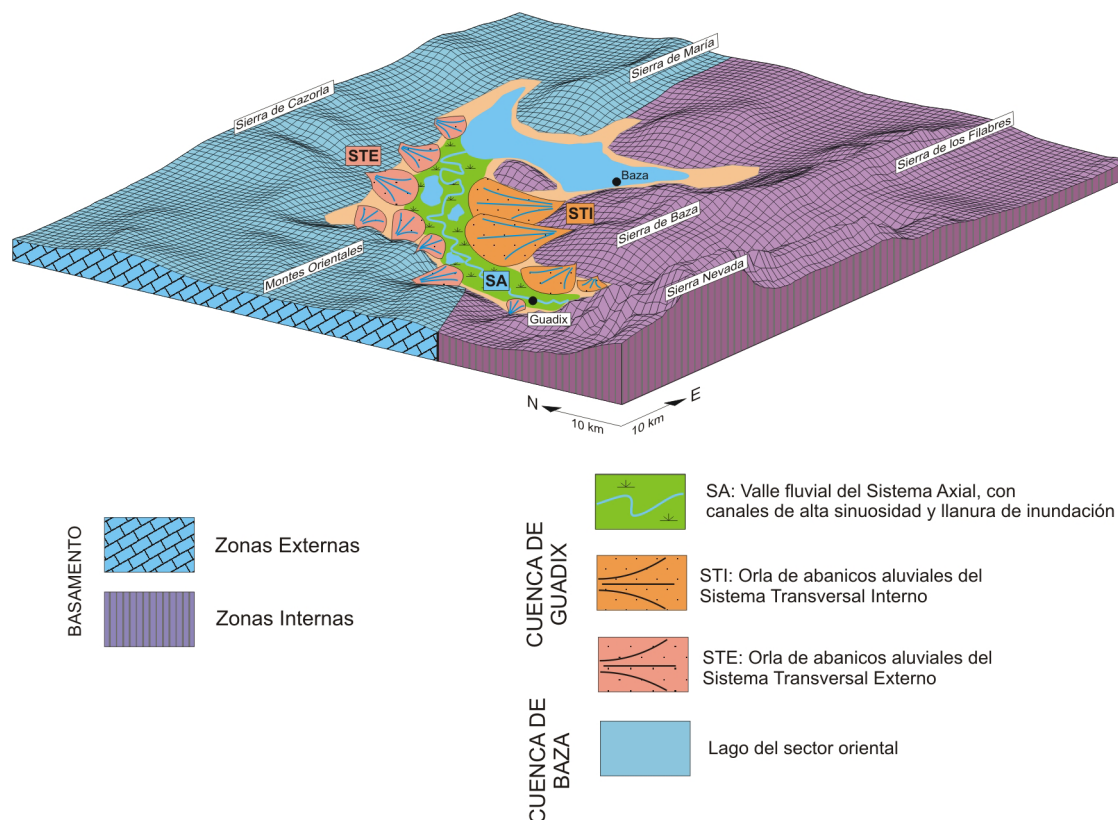 Sierra de María
Sierra de Cazorla
Sierra de los Filabres
STE
Baza
STI
Sierra de Baza
Montes Orientales
SA
Sierra Nevada
Guadix
N
E
10 km
10 km
BASAMENTO
Zonas Externas
Zonas Internas
CUENCA DE
GUADIX
SA: Valle fluvial del Sistema Axial, con
canales de alta sinuosidad y llanura de inundación
STI: Orla de abanicos aluviales del
Sistema Transversal Interno
STE: Orla de abanicos aluviales del
Sistema Transversal Externo
CUENCA DE
BAZA
Lago del sector oriental